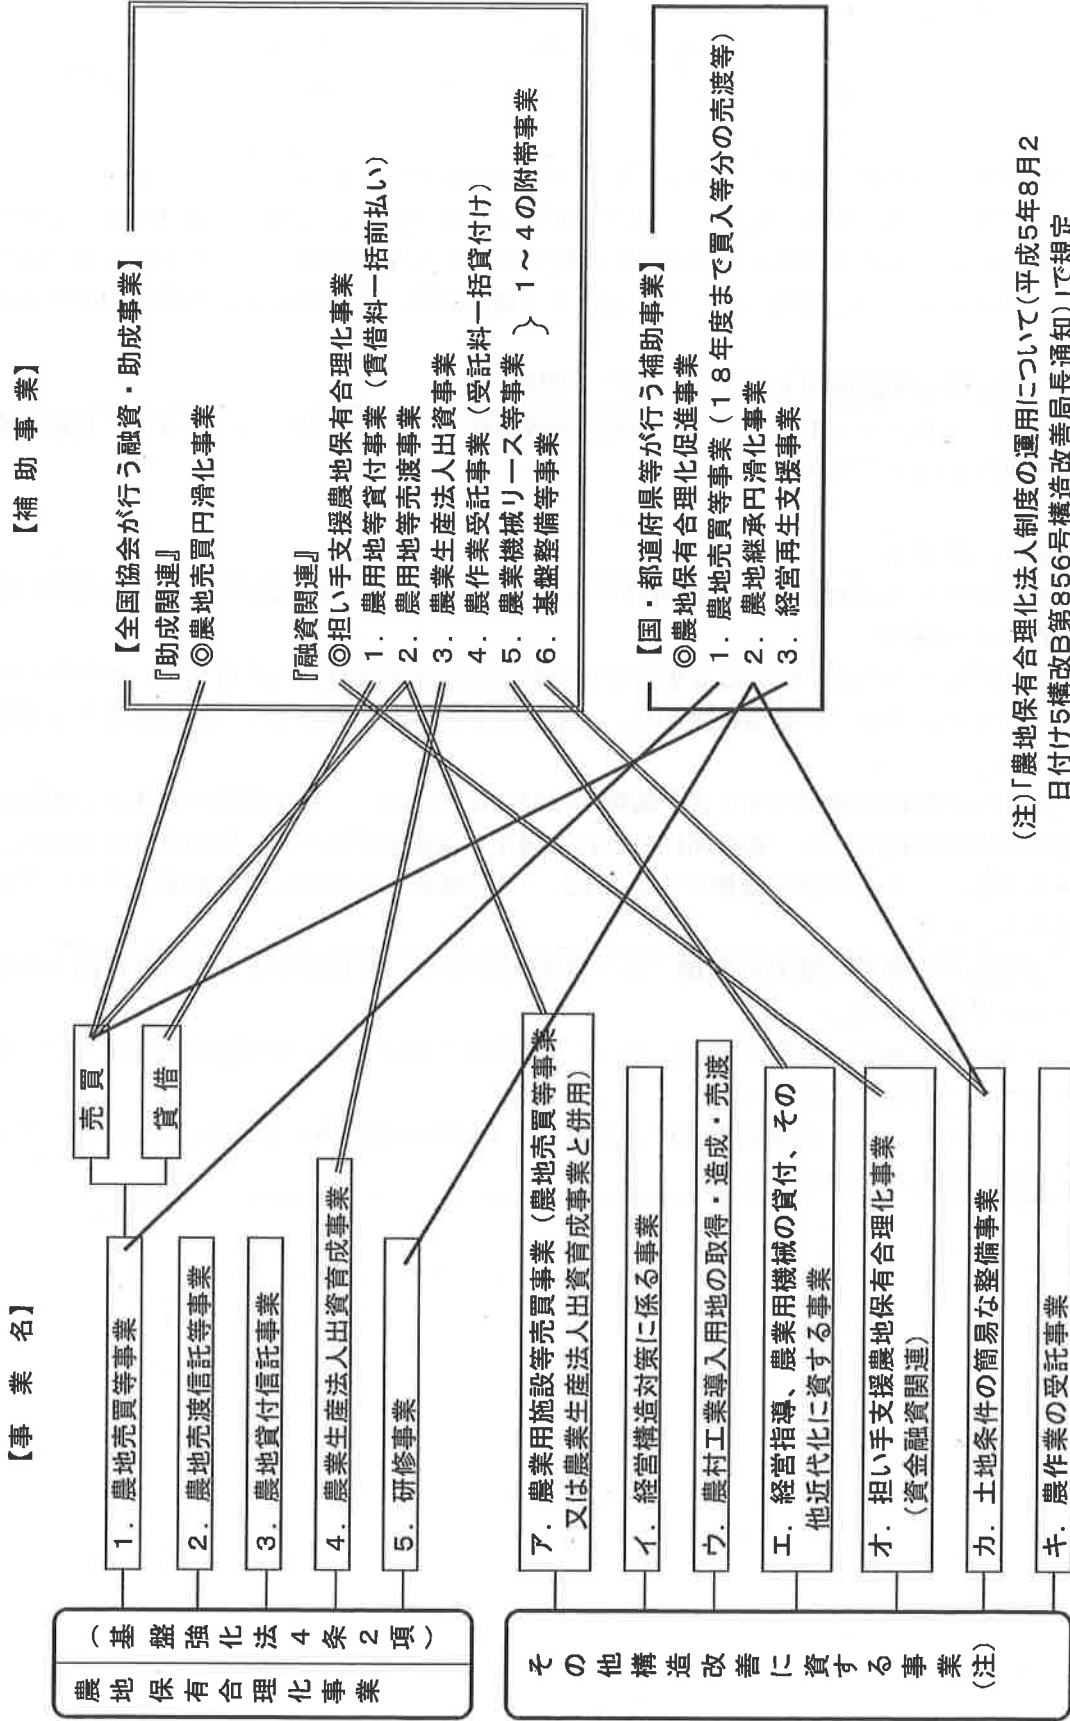 【事　業　名】
【補　助　事　業】
農地保有合理化事業
（基盤強化法４条２項）
１．農地売買等事業
売　買
貸　借
２．農地売渡信託等事業
３．農地貸付信託事業
４．農業生産法人出資育成事業
５．研修事業
その他構造改善に資する事業
(注)
ア．農業用施設等売買事業（農地売買等事業
又は農業生産法人出資育成事業と併用）
イ．経営構造対策に係る事業
ウ．農村工業導入用地の取得・造成・売渡
エ．経営指導、農業用機械の貸付、その
他近代化に資する事業
オ．担い手支援農地保有合理化事業
（資金融資関連）
カ．土地条件の簡易な整備事業
キ．農作業の受託事業
【全国協会が行う融資・助成事業】
『助成関連』
◎農地売買円滑化事業
『融資関連』
◎担い手支援農地保有合理化事業
１．農用地等貸付事業（賃借料一括前払い）
２．農用地等売渡事業
３．農業生産法人出資事業
４．農作業受託事業（受託料一括貸付け）
５．農業機械リース等事業
６．基盤整備等事業
１～４の附帯事業
【国・都道府県等が行う補助事業】
◎農地保有合理化促進事業
１．農地売買等事業（１８年度まで買入等分の売渡等）
２．農地継承円滑化事業
３．経営再生支援事業
(注)「農地保有合理化法人制度の運用について(平成５年８月２
日付け５構改Ｂ第８５６号構造改善局長通知)」で規定